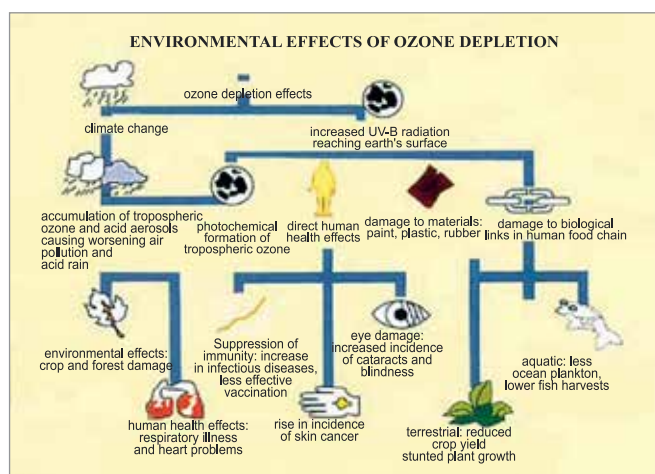 ENVIRONMENTAL EFFECTS OF OZONE DEPLETION
ozone depletion effects
climate change
increased UV-B radiation
reaching earth's surface
accumulation of tropospheric
ozone and acid aerosols
causing worsening air
pollution and
acid rain
photochemical
formation of
tropospheric ozone
direct human
health effects
damage to materials:
paint, plastic, rubber
damage to biological
links in human food chain
environmental effects:
crop and forest damage
human health effects:
respiratory illness
and heart problems
Suppression of
immunity: increase
in infectious diseases,
less effective
vaccination
rise in incidence
of skin cancer
eye damage:
increased incidence
of cataracts and
blindness
terrestrial: reduced
crop yield
stunted plant growth
aquatic: less
ocean plankton,
lower fish harvests